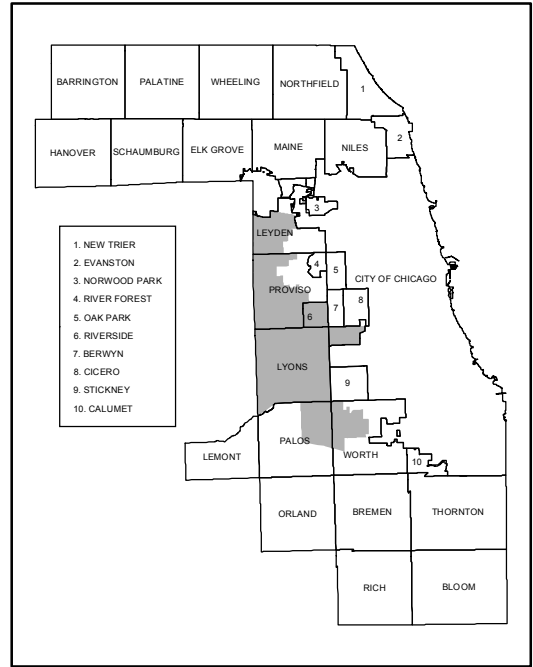 BARRINGTON PALATINE WHEELING NORTHFIELD 1
HANOVER SCHAUMBURG ELK GROVE MAINE NILES 2
3
LEYDEN
1. NEW TRIER
2. EVANSTON
3. NORWOOD PARK
4. RIVER FOREST
5. OAK PARK
6. RIVERSIDE
7. BERWYN
8. CICERO
9. STICKNEY
10. CALUMET
4 5 CITY OF CHICAGO
PROVISO
6 7 8
LYONS
9
PALOS
LEMONT WORTH 10
ORLAND BREMEN THORNTON
RICH BLOOM